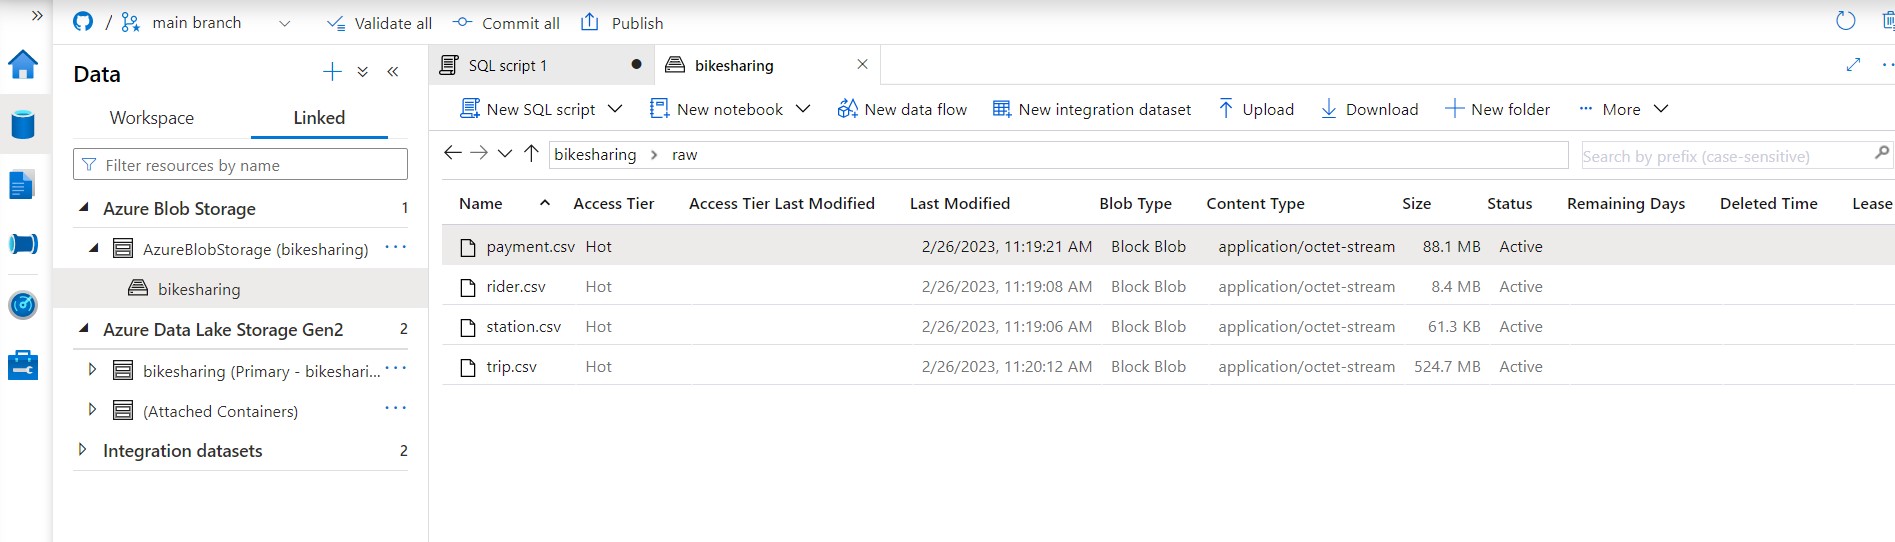 » / main branch Validate all Commit all Publish
Data + « SQL script 1 ● bikesharing ×
Workspace Linked
New SQL script New notebook New data flow New integration dataset Upload Download New folder ··· More
Filter resources by name
bikesharing > raw Search by prefix (case-sensitive)
Azure Blob Storage 1
Name Access Tier Access Tier Last Modified Last Modified Blob Type Content Type Size Status Remaining Days Deleted Time Lease
AzureBlobStorage (bikesharing) ···
payment.csv Hot 2/26/2023, 11:19:21 AM Block Blob application/octet-stream 88.1 MB Active
bikesharing
rider.csv Hot 2/26/2023, 11:19:08 AM Block Blob application/octet-stream 8.4 MB Active
Azure Data Lake Storage Gen2 2
station.csv Hot 2/26/2023, 11:19:06 AM Block Blob application/octet-stream 61.3 KB Active
bikesharing (Primary - bikeshari... ···
trip.csv Hot 2/26/2023, 11:20:12 AM Block Blob application/octet-stream 524.7 MB Active
(Attached Containers) ···
Integration datasets 2